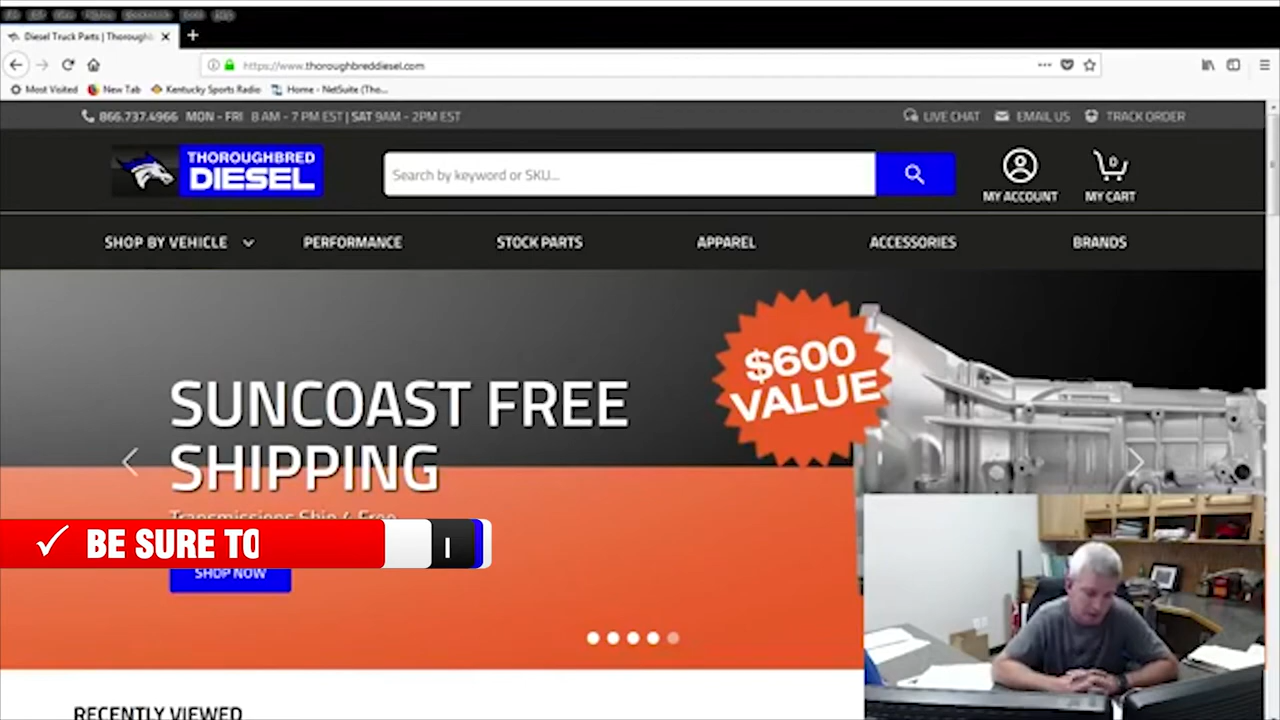 Diesel Truck Parts | Thorough
https://www.thoroughbreddiesel.com
Most Visited New Tab Kentucky Sports Radio Home - NetSuite (Tho...
866.737.4966 MON - FRI 8 AM - 7 PM EST | SAT 9AM - 2PM EST LIVE CHAT EMAIL US TRACK ORDER
THOROUGHBRED
DIESEL
Search by keyword or SKU...
0
MY ACCOUNT MY CART
SHOP BY VEHICLE PERFORMANCE STOCK PARTS APPAREL ACCESSORIES BRANDS
$600
VALUE
SUNCOAST FREE
SHIPPING
Transmissions Ship 4 Free
BE SURE TO
SHOP NOW
RECENTLY VIEWED